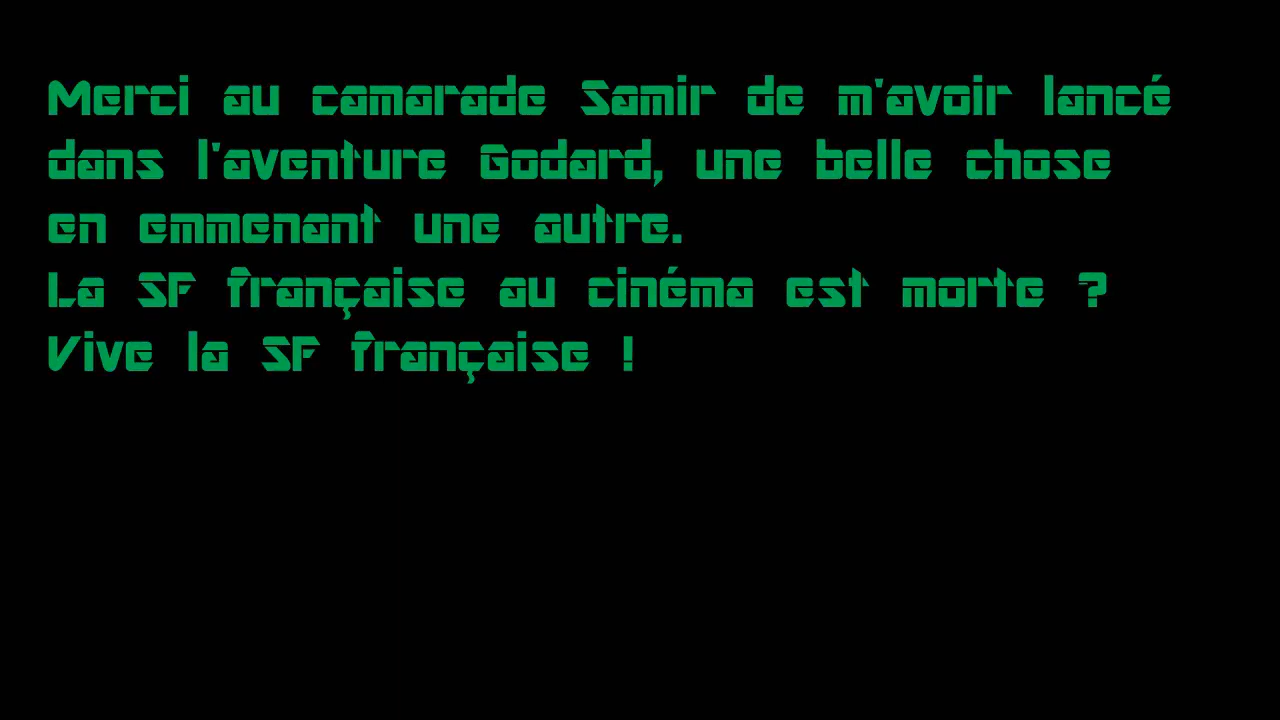 Merci au camarade Samir de m'avoir lancé
dans l'aventure Godard, une belle chose
en emmenant une autre.
La SF française au cinéma est morte ?
Vive la SF française !